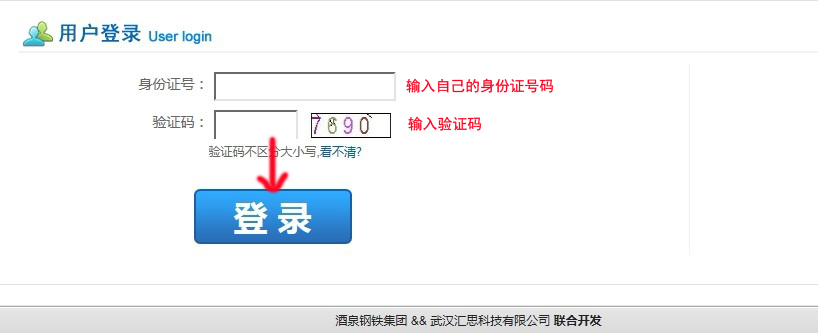 用户登录 User login
身份证号： 输入自己的身份证号码
验证码： 7690 输入验证码
验证码不区分大小写,看不清?
登录
酒泉钢铁集团 && 武汉汇思科技有限公司 联合开发